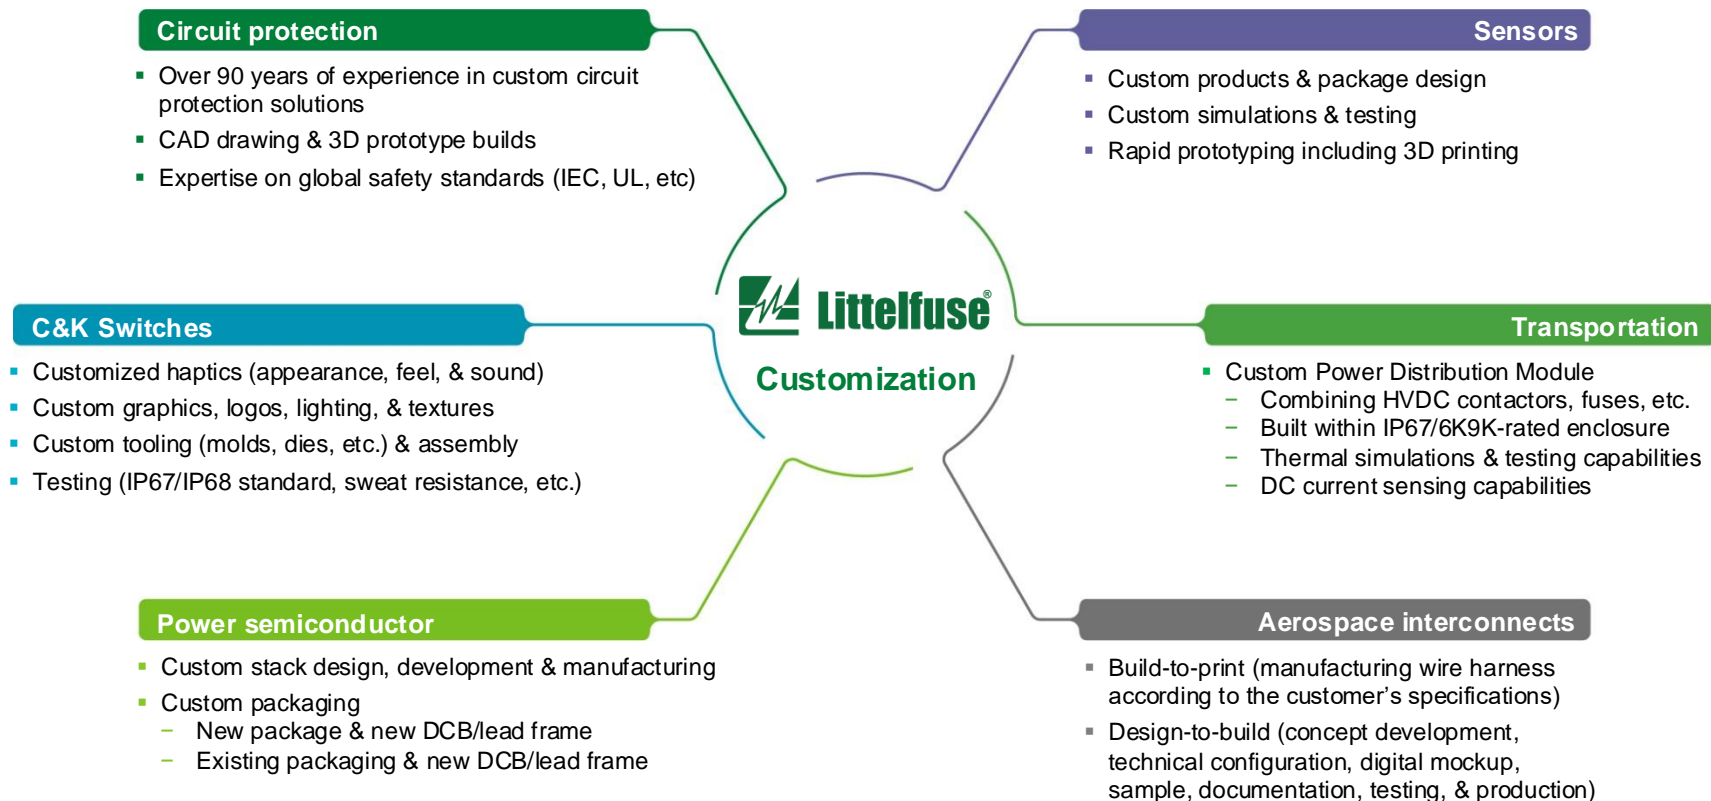 Circuit protection
Over 90 years of experience in custom circuit
protection solutions
CAD drawing & 3D prototype builds
Expertise on global safety standards (IEC, UL, etc)
Sensors
Custom products & package design
Custom simulations & testing
Rapid prototyping including 3D printing
Littelfuse®
Customization
C&K Switches
Customized haptics (appearance, feel, & sound)
Custom graphics, logos, lighting, & textures
Custom tooling (molds, dies, etc.) & assembly
Testing (IP67/IP68 standard, sweat resistance, etc.)
Transportation
Custom Power Distribution Module
– Combining HVDC contactors, fuses, etc.
– Built within IP67/6K9K-rated enclosure
– Thermal simulations & testing capabilities
– DC current sensing capabilities
Power semiconductor
Custom stack design, development & manufacturing
Custom packaging
– New package & new DCB/lead frame
– Existing packaging & new DCB/lead frame
Aerospace interconnects
Build-to-print (manufacturing wire harness
according to the customer’s specifications)
Design-to-build (concept development,
technical configuration, digital mockup,
sample, documentation, testing, & production)